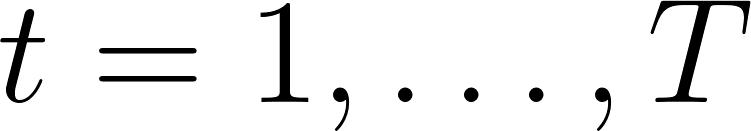 t = 1, . . . , T